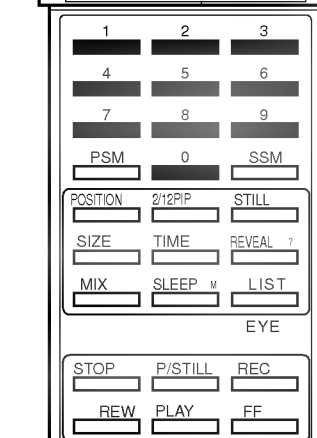 1 2 3
4 5 6
7 8 9
PSM 0 SSM
POSITION 2/12PIP STILL
SIZE TIME REVEAL ?
MIX SLEEP M LIST
EYE
STOP P/STILL REC
REW PLAY FF